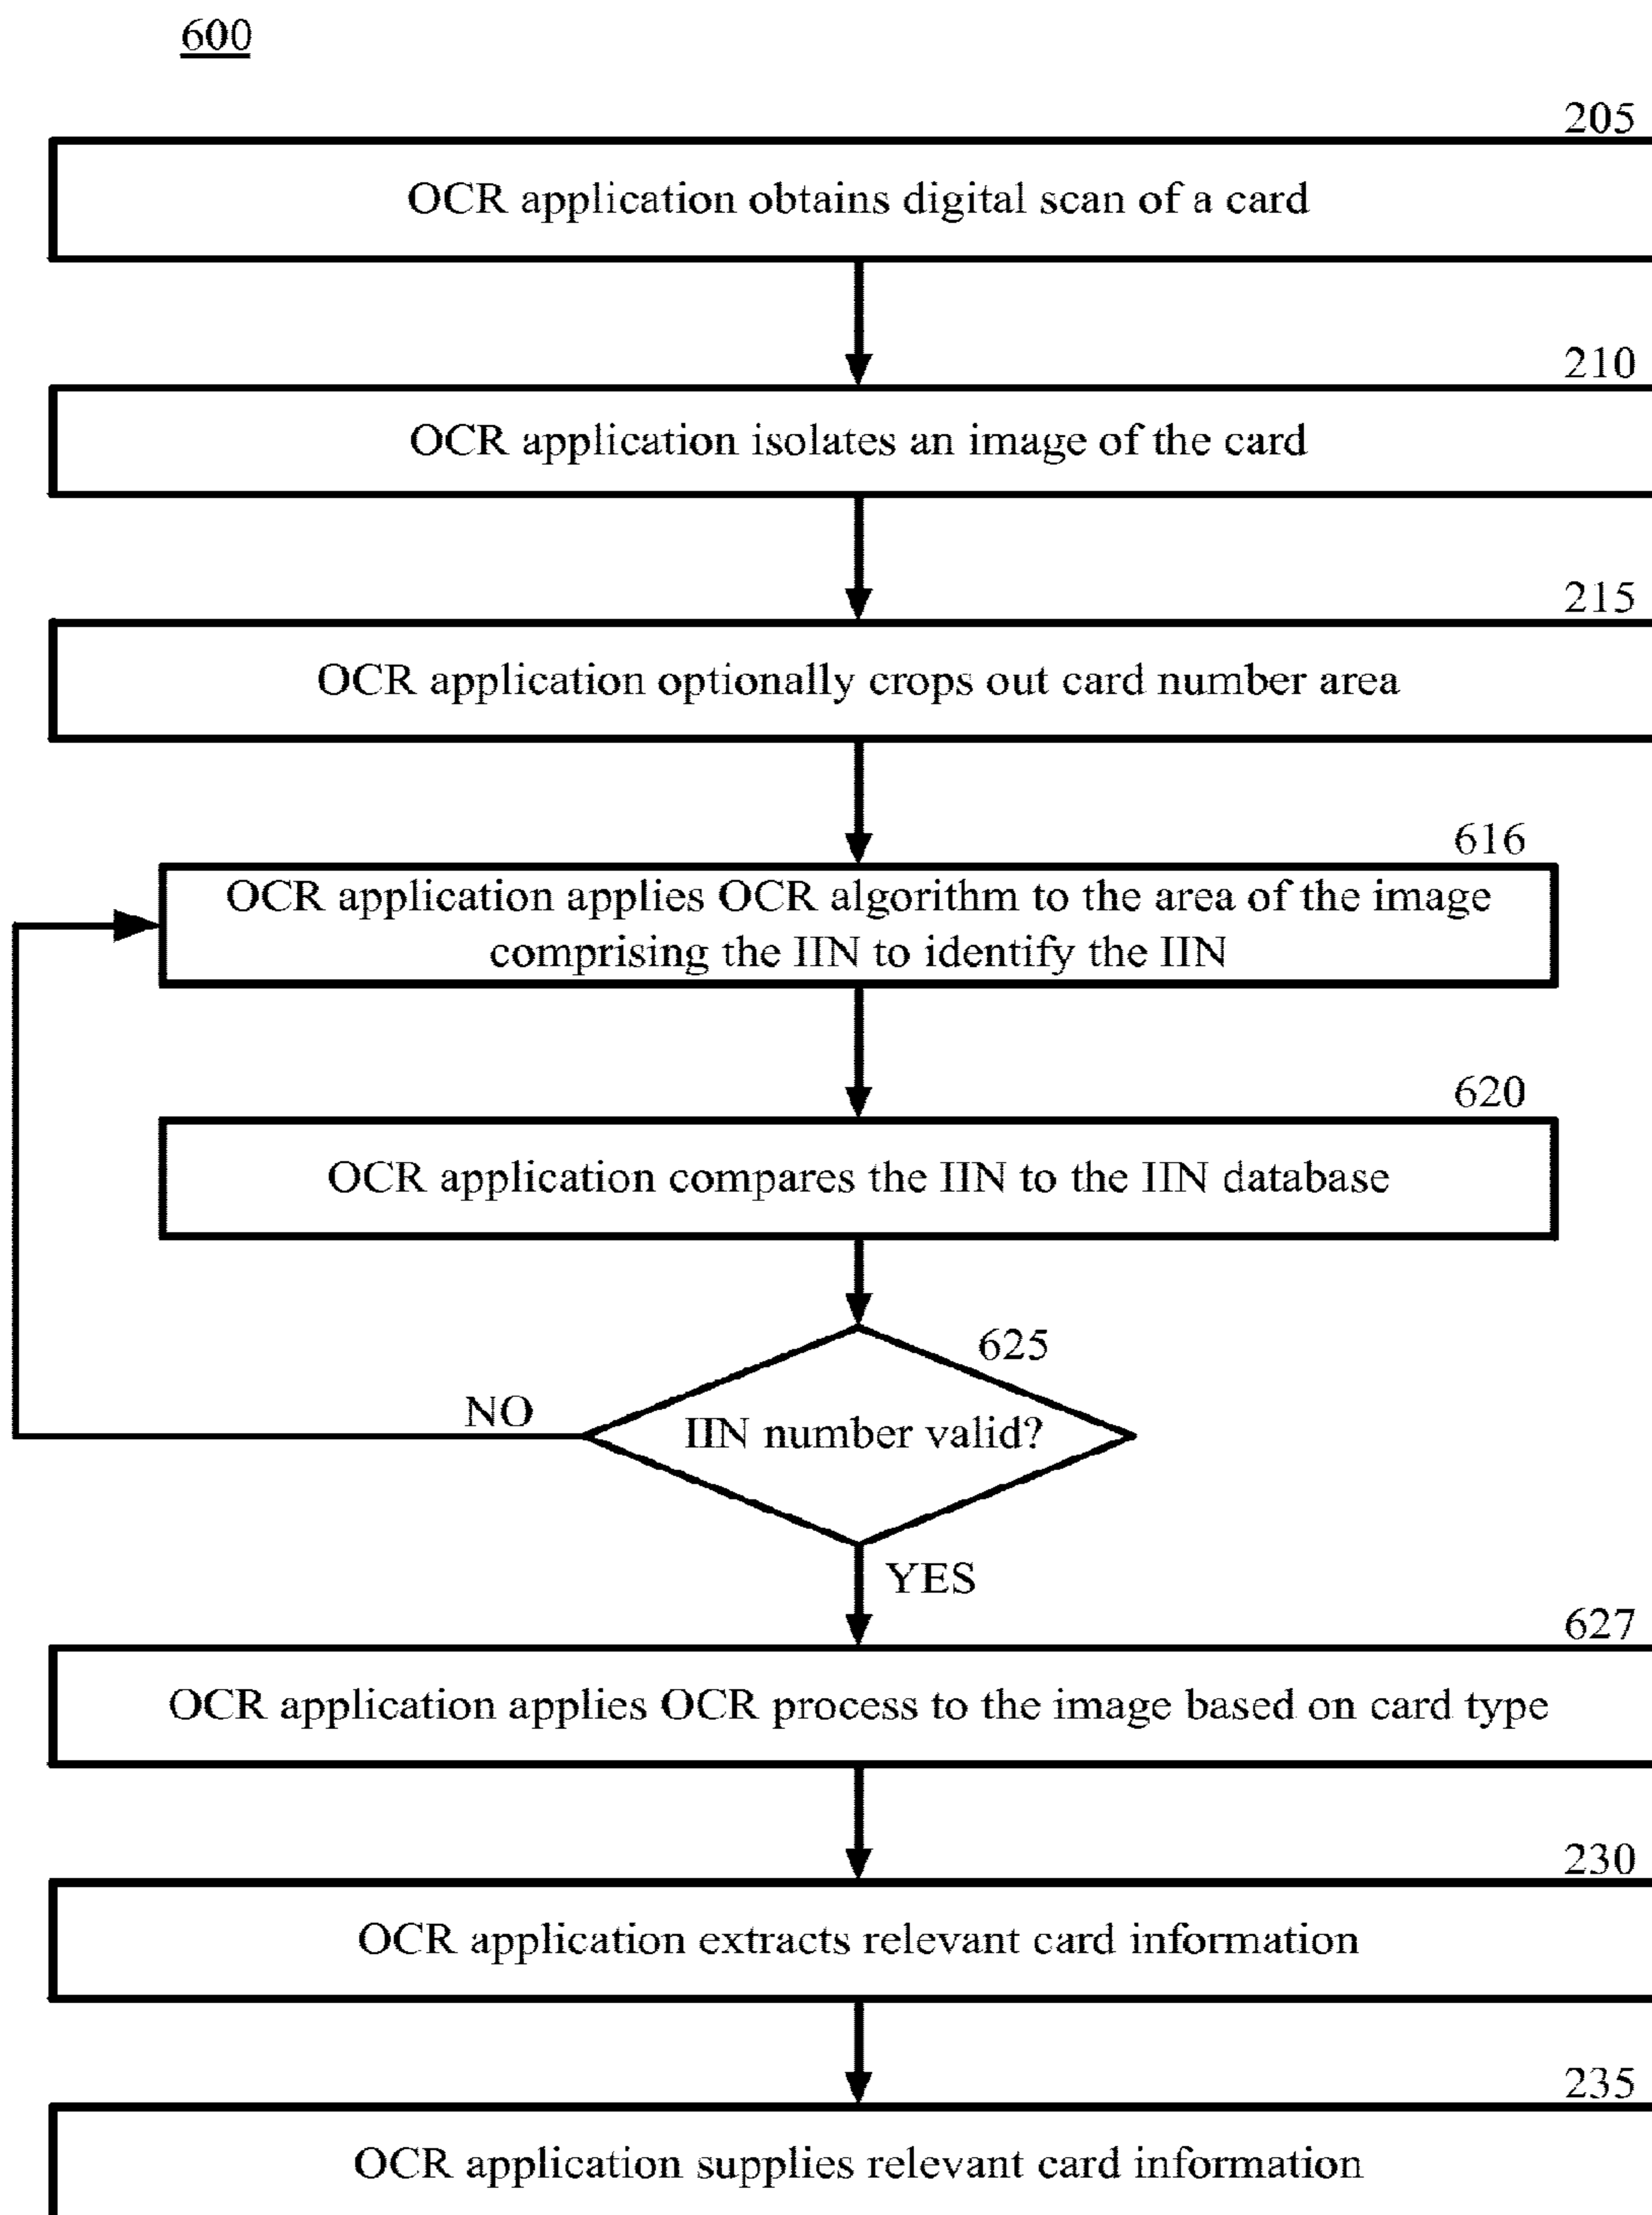 600
205
OCR application obtains digital scan of a card
210
OCR application isolates an image of the card
215
OCR application optionally crops out card number area
616
OCR application applies OCR algorithm to the area of the image
comprising the IIN to identify the IIN
620
OCR application compares the IIN to the IIN database
625
NO
IIN number valid?
YES
627
OCR application applies OCR process to the image based on card type
230
OCR application extracts relevant card information
235
OCR application supplies relevant card information